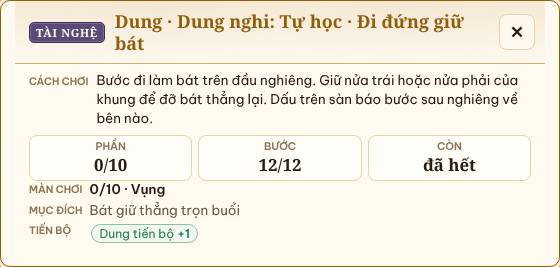 TÀI NGHỆ
Dung · Dung nghi: Tự học · Đi đứng giữ
bát
×
CÁCH CHƠI
Bước đi làm bát trên đầu nghiêng. Giữ nửa trái hoặc nửa phải của
khung để đỡ bát thẳng lại. Dấu trên sàn báo bước sau nghiêng về
bên nào.
PHẦN
0/10
BƯỚC
12/12
CÒN
đã hết
MÀN CHƠI 0/10 · Vụng
MỤC ĐÍCH Bát giữ thẳng trọn buổi
TIẾN BỘ Dung tiến bộ +1